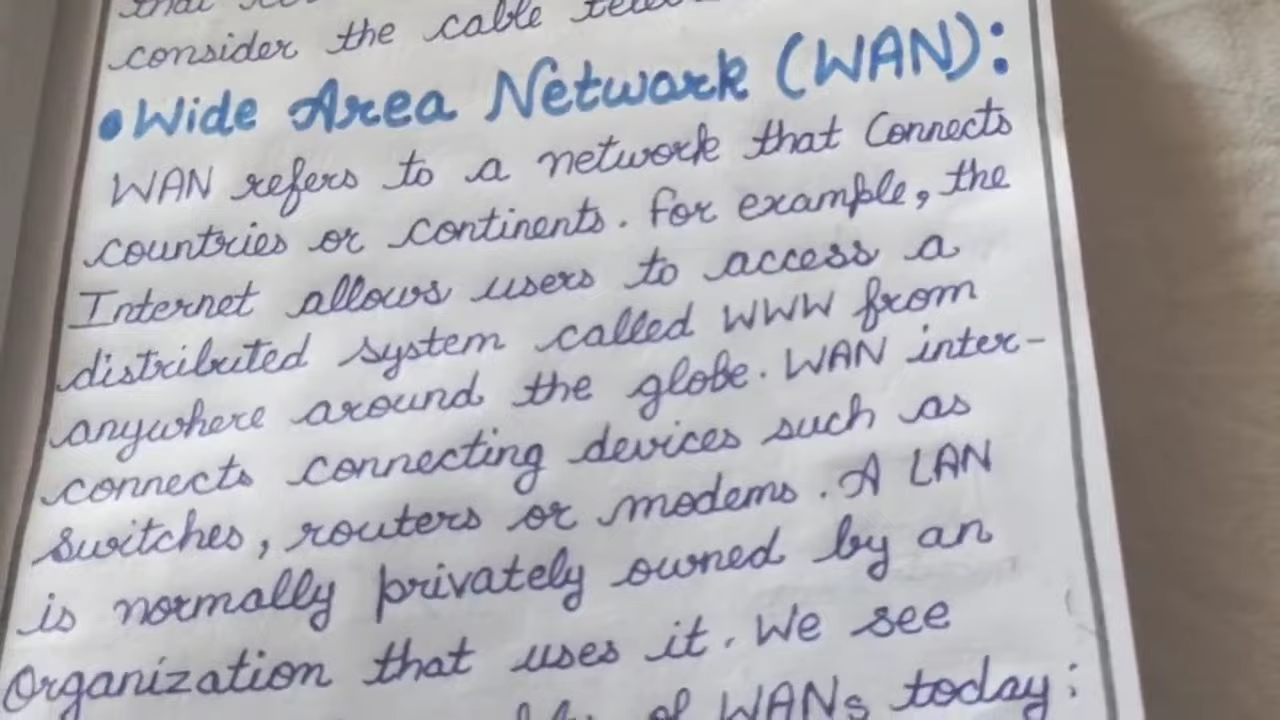 consider the cable
•Wide Area Network (WAN):
WAN refers to a network that Connects
countries or continents. For example, the
Internet allows users to access a
distributed system called WWW from
anywhere around the globe. WAN inter-
connects connecting devices such as
Switches, routers or modems. A LAN
is normally privately owned by an
Organization that uses it. We see
of WANs today: